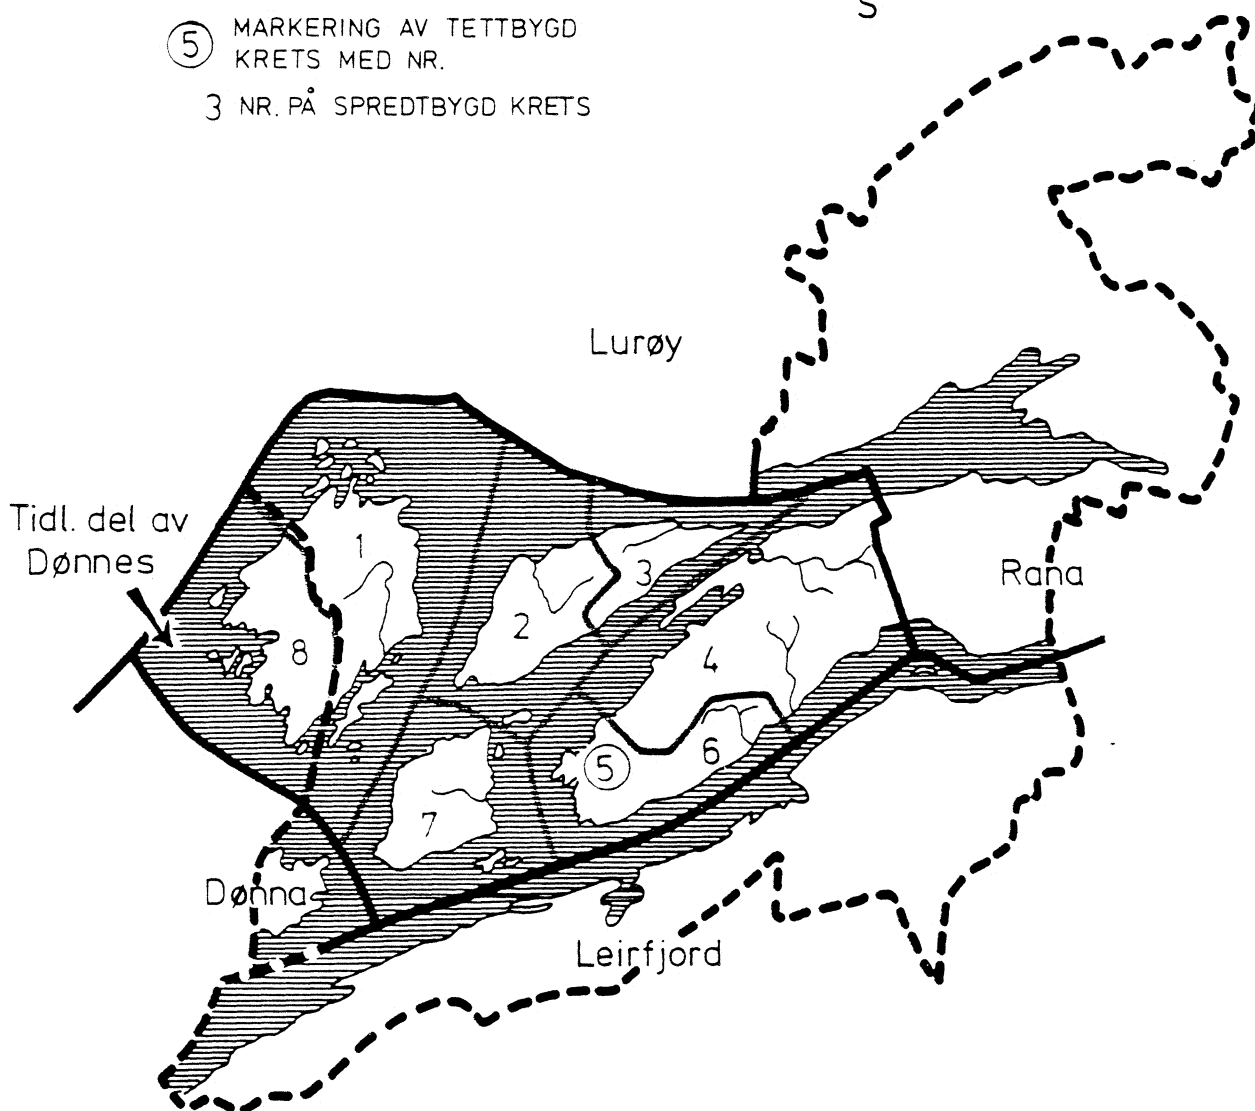 S
5 MARKERING AV TETTBYGD
KRETS MED NR.
3 NR. PÅ SPREDTBYGD KRETS
Lurøy
Tidl. del av
Dønnes
1
3
Rana
2
8
4
6
5
7
Dønna
Leirfjord